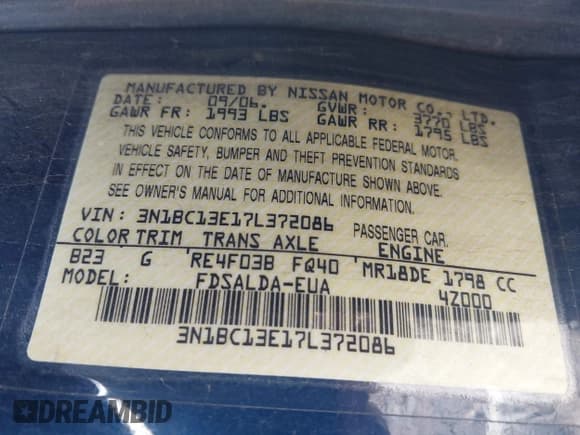 MANUFACTURED BY NISSAN MOTOR CO., LTD.
DATE: 09/06. GVWR: 3770 LBS
GAWR FR: 1993 LBS GAWR RR: 1795 LBS
THIS VEHICLE CONFORMS TO ALL APPLICABLE FEDERAL MOTOR
VEHICLE SAFETY, BUMPER AND THEFT PREVENTION STANDARDS
IN EFFECT ON THE DATE OF MANUFACTURE SHOWN ABOVE.
SEE OWNER'S MANUAL FOR ADDITIONAL INFORMATION.
VIN: 3N1BC13E17L372086 PASSENGER CAR.
COLOR TRIM TRANS AXLE ENGINE
B23 G RE4F03B FQ40 MR18DE 1798 CC
MODEL: FDSALDA-EUA 4Z000
3N1BC13E17L372086
DREAMBID